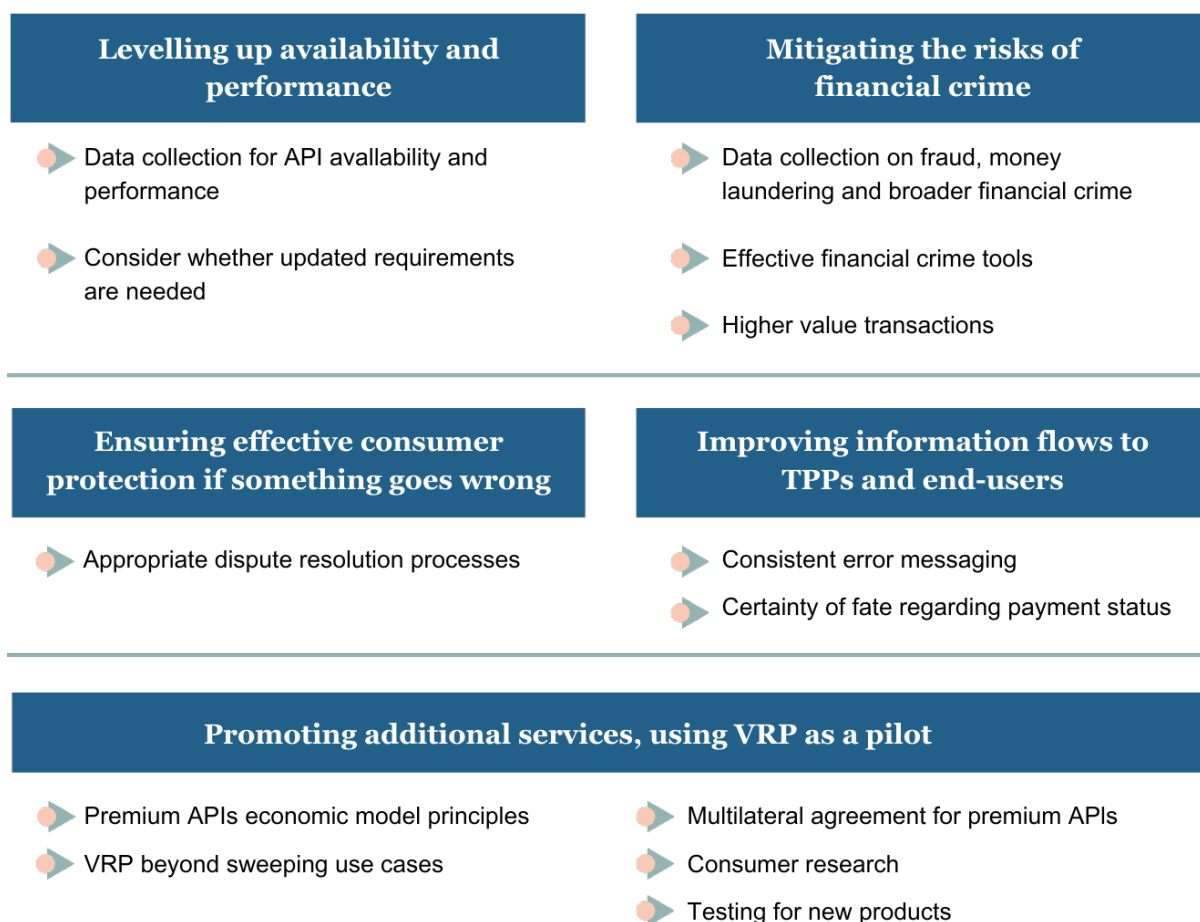 Levelling up availability and
performance
Data collection for API avallability and
performance
Consider whether updated requirements
are needed
Mitigating the risks of
financial crime
Data collection on fraud, money
laundering and broader financial crime
Effective financial crime tools
Higher value transactions
Ensuring effective consumer
protection if something goes wrong
Appropriate dispute resolution processes
Improving information flows to
TPPs and end-users
Consistent error messaging
Certainty of fate regarding payment status
Promoting additional services, using VRP as a pilot
Premium APIs economic model principles
VRP beyond sweeping use cases
Multilateral agreement for premium APIs
Consumer research
Testing for new products